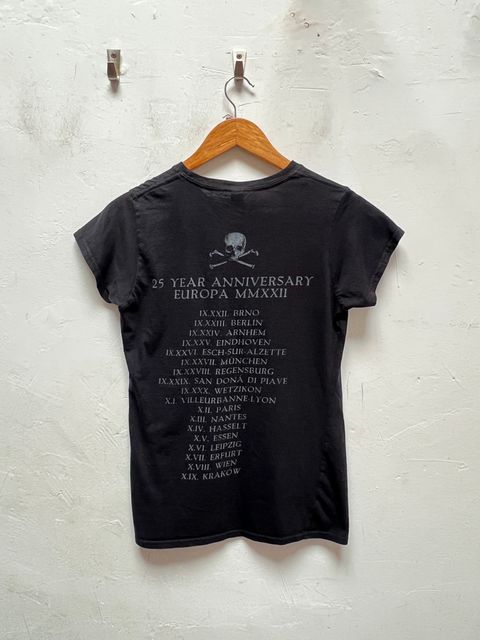 25 YEAR ANNIVERSARY
EUROPA MMXXII
IX.XXII. BRNO
IX.XXIII. BERLIN
IX.XXIV. ARNHEM
IX.XXV. EINDHOVEN
IX.XXVI. ESCH-SUR-ALZETTE
IX.XXVII. MÜNCHEN
IX.XXVIII. REGENSBURG
IX.XXIX. SAN DONÀ DI PIAVE
IX.XXX. WETZIKON
X.I. VILLEURBANNE-LYON
X.II. PARIS
X.III. NANTES
X.IV. HASSELT
X.V. ESSEN
X.VI. LEIPZIG
X.VII. ERFURT
X.VIII. WIEN
X.IX. KRAKÓW